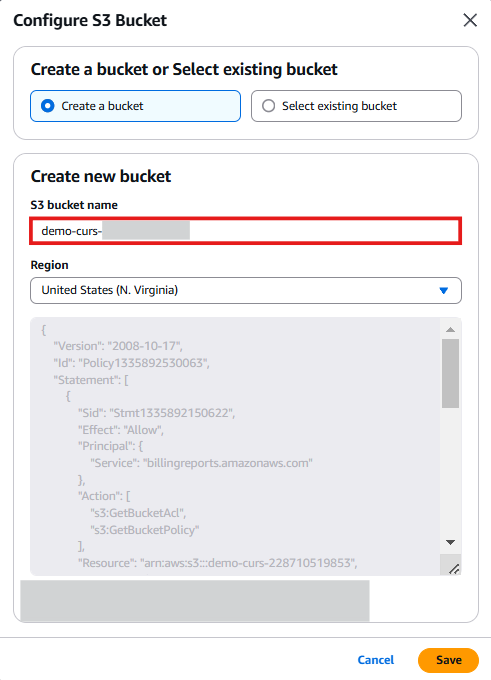 Configure S3 Bucket
Create a bucket or Select existing bucket
Create a bucket
Select existing bucket
Create new bucket
S3 bucket name
demo-curs-
Region
United States (N. Virginia)
{
"Version": "2008-10-17",
"Id": "Policy1335892530063",
"Statement": [
{
"Sid": "Stmt1335892150622",
"Effect": "Allow",
"Principal": {
"Service": "billingreports.amazonaws.com"
},
"Action": [
"s3:GetBucketAcl",
"s3:GetBucketPolicy"
],
"Resource": "arn:aws:s3:::demo-curs-228710519853",
Cancel
Save